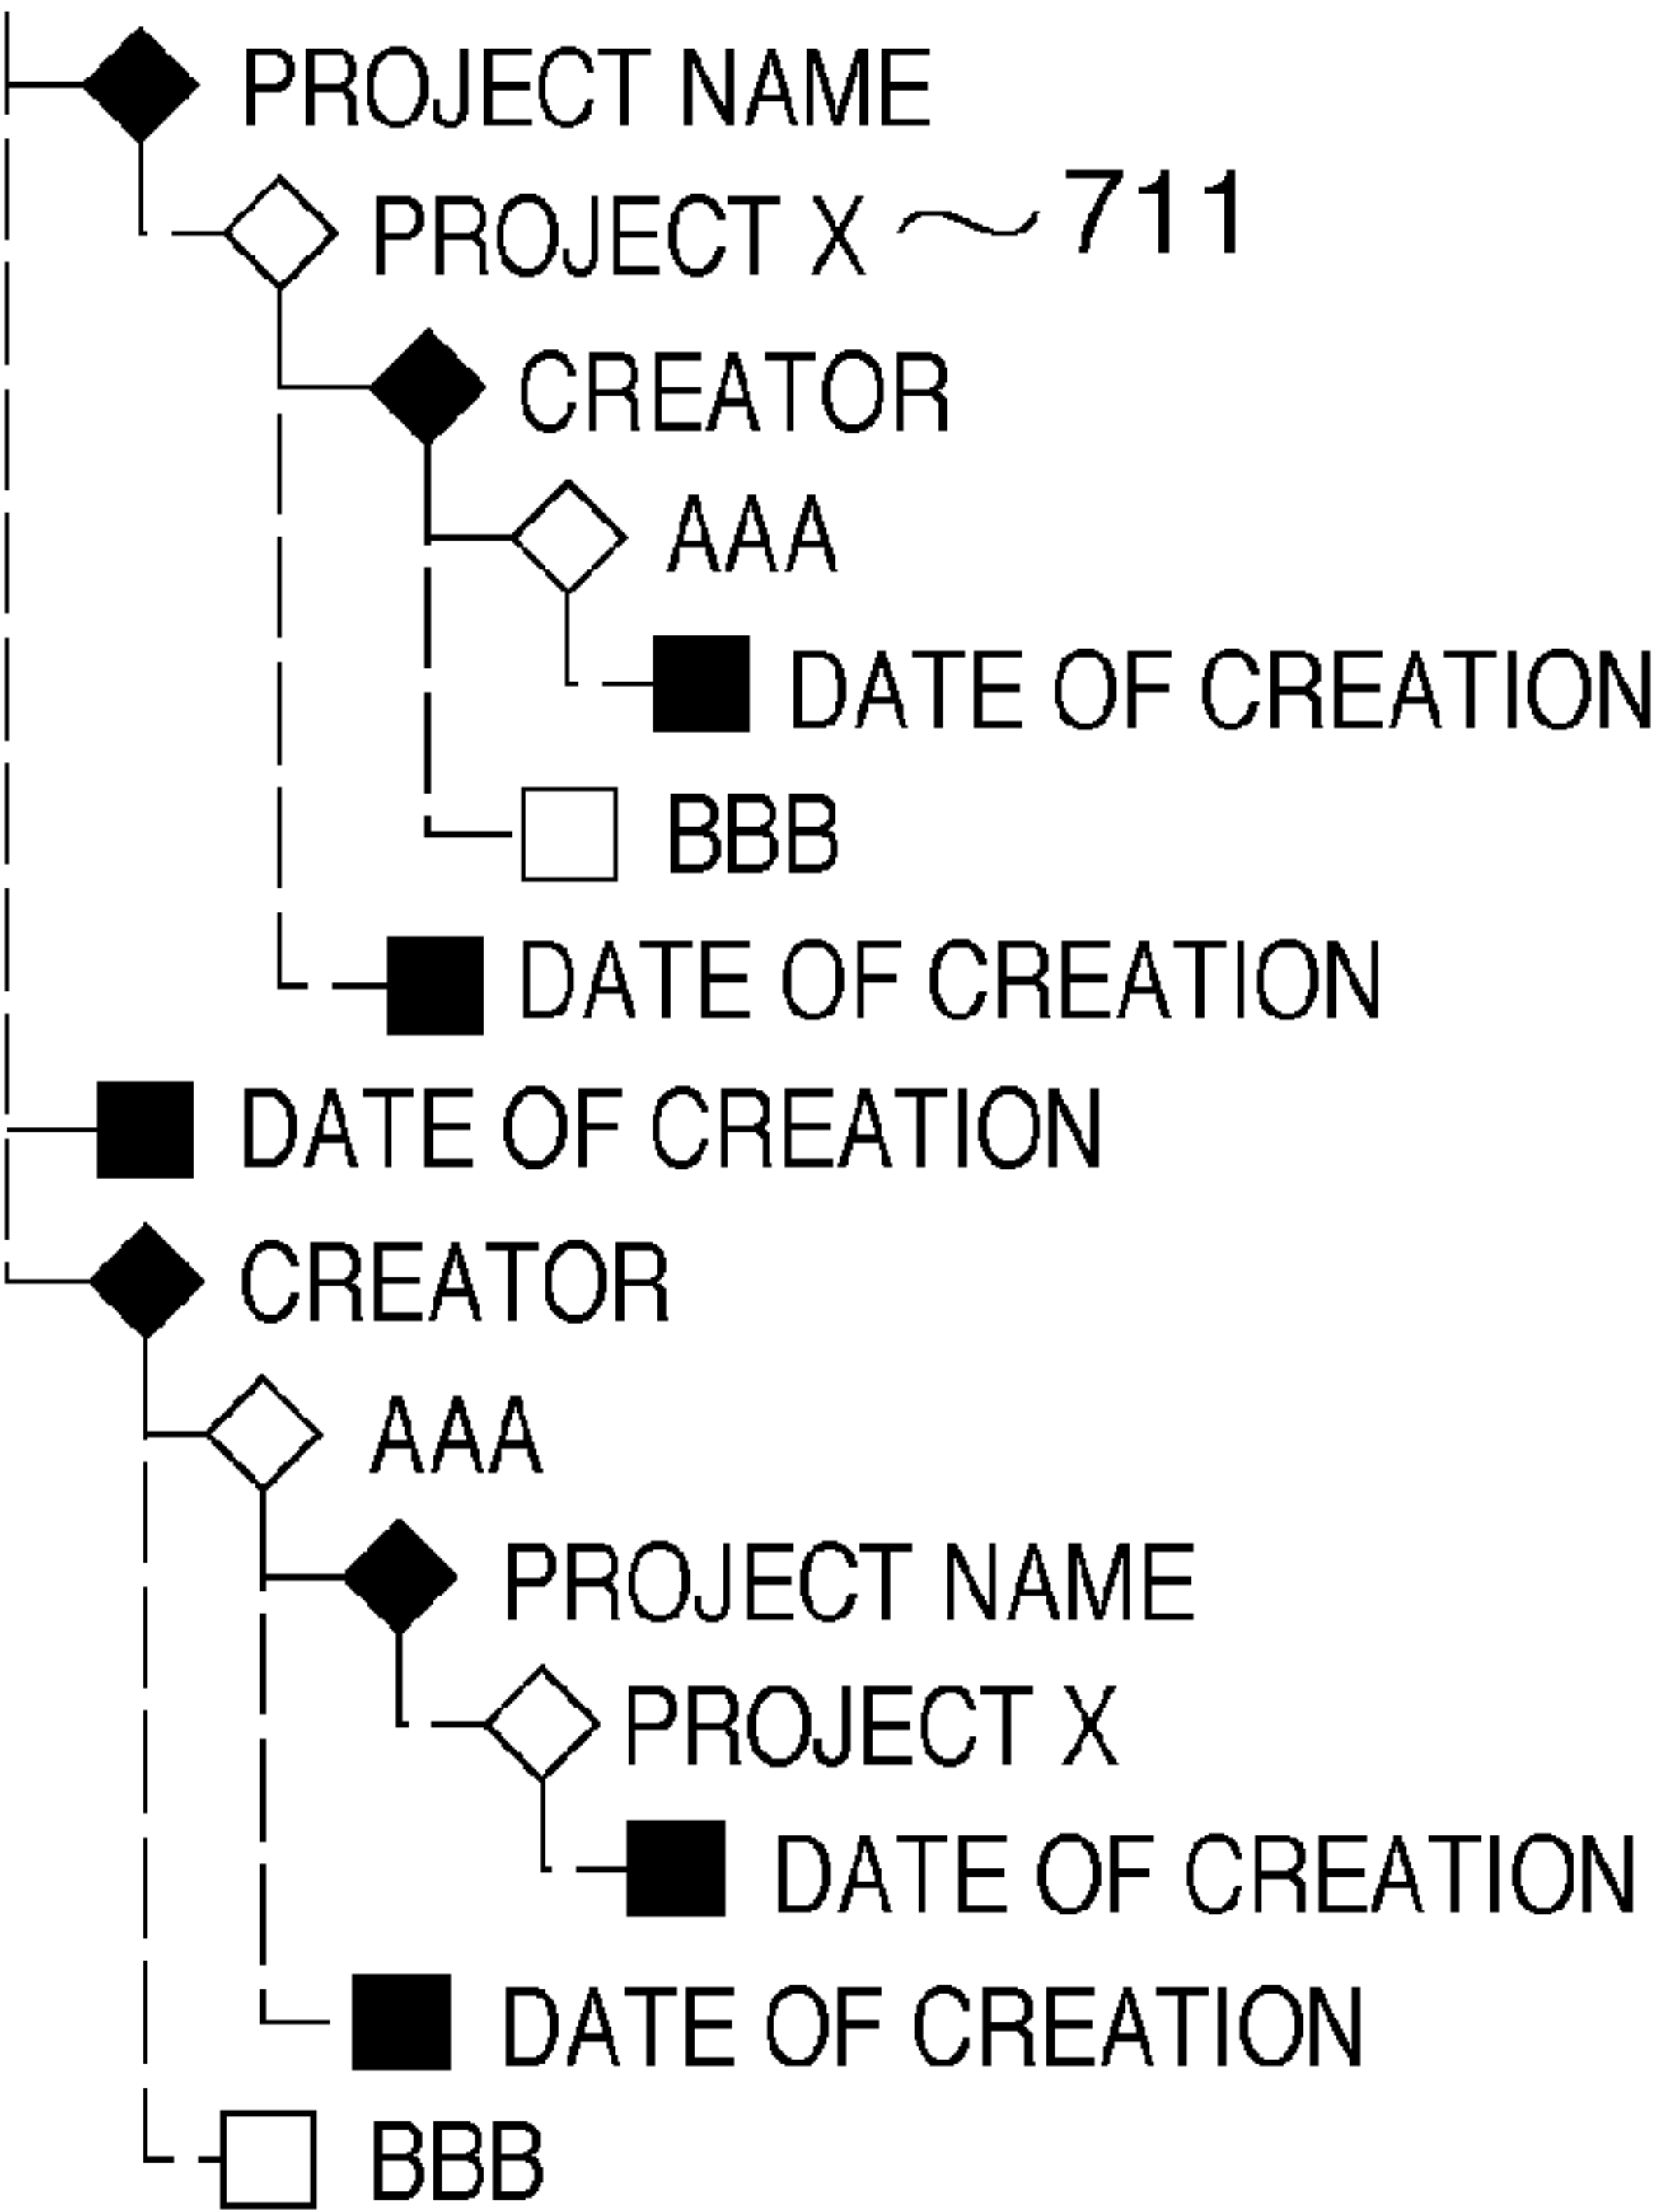 PROJECT NAME
PROJECT X 711
CREATOR
AAA
DATE OF CREATION
BBB
DATE OF CREATION
DATE OF CREATION
CREATOR
AAA
PROJECT NAME
PROJECT X
DATE OF CREATION
DATE OF CREATION
BBB